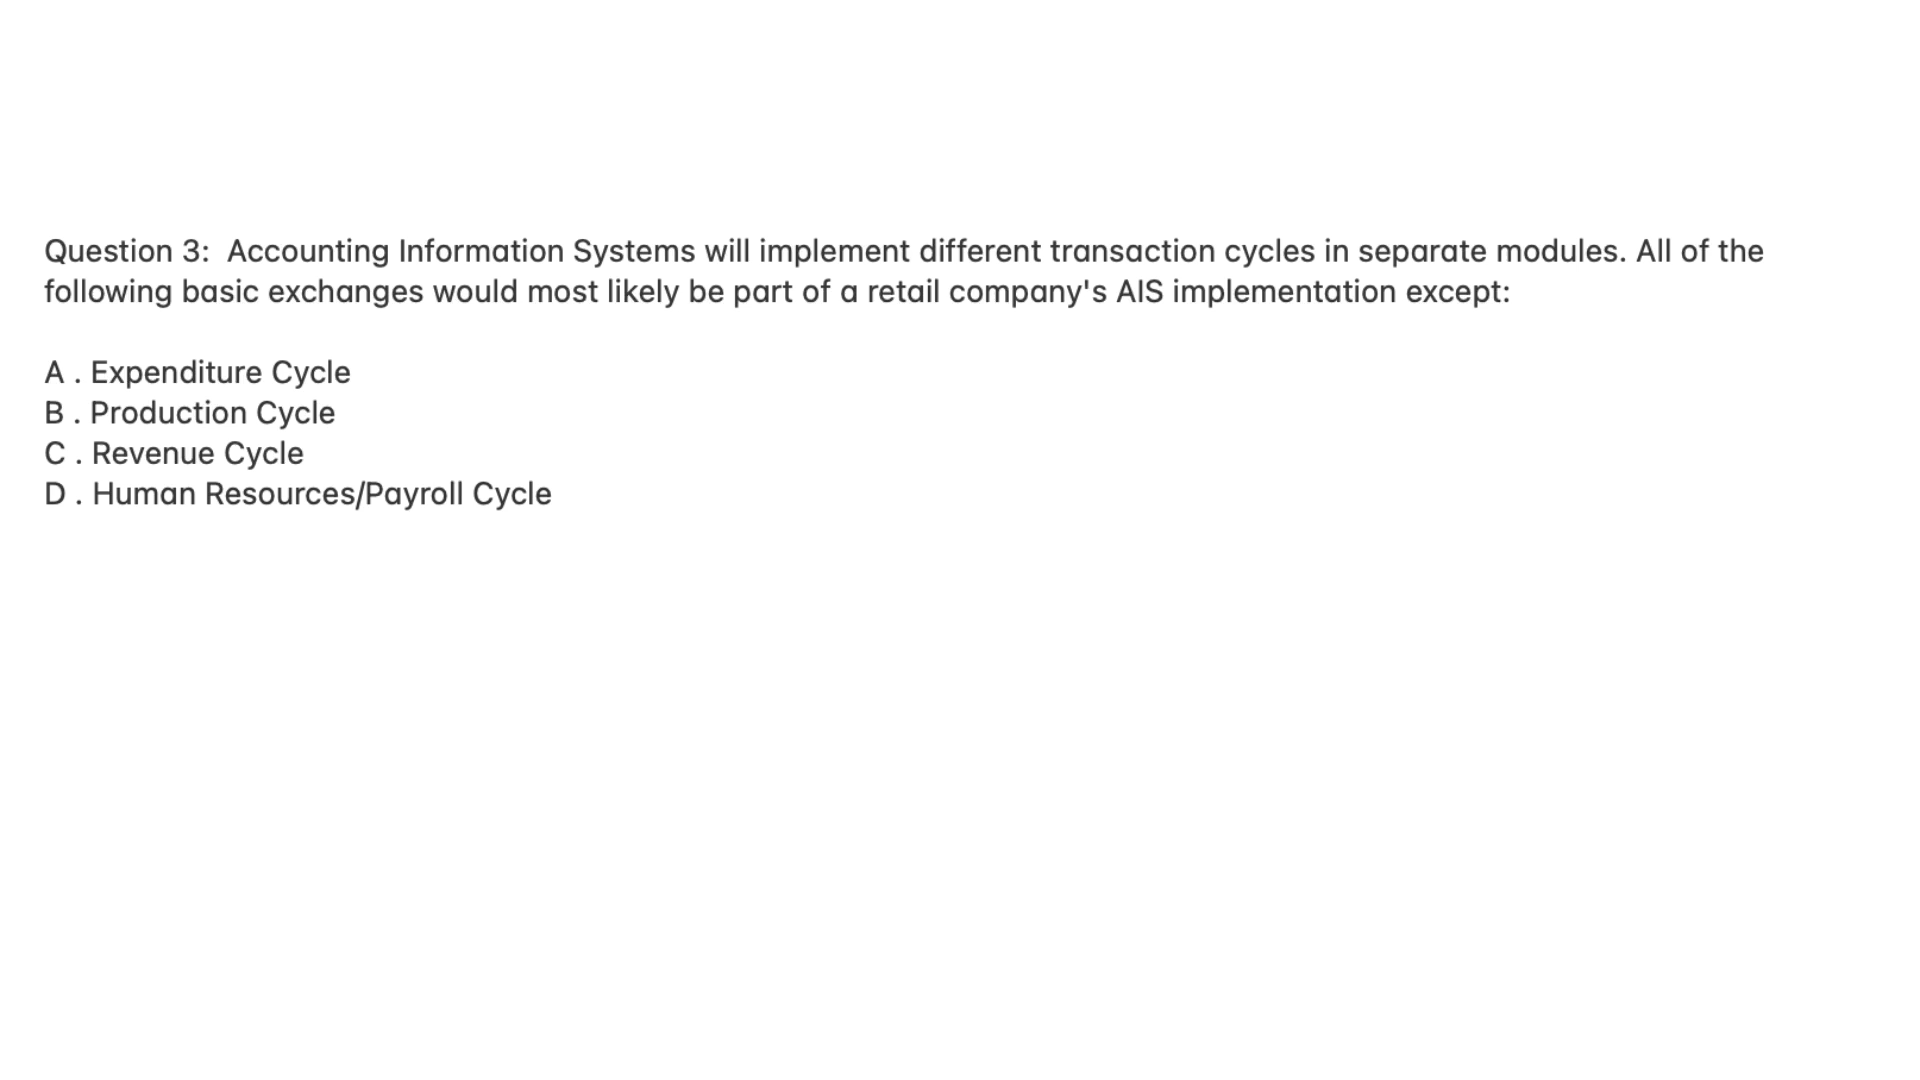 Question 3:  Accounting Information Systems will implement different transaction cycles in separate modules. All of the
following basic exchanges would most likely be part of a retail company's AIS implementation except:
A . Expenditure Cycle
B . Production Cycle
C . Revenue Cycle
D . Human Resources/Payroll Cycle